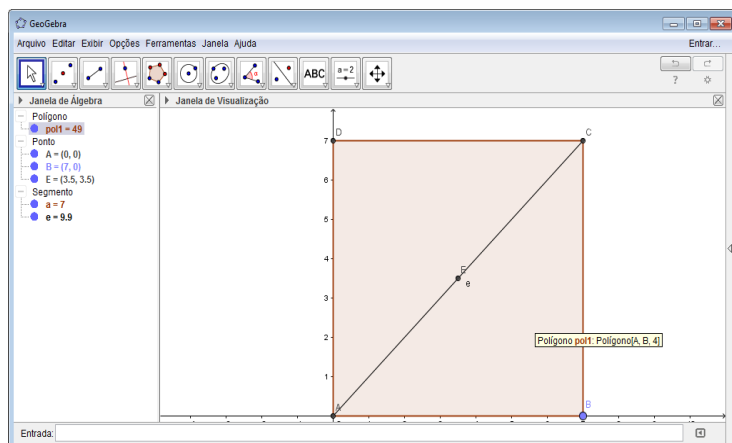 GeoGebra
Arquivo Editar Exibir Opções Ferramentas Janela Ajuda Entrar...
ABC a=2
?
Janela de Álgebra
Polígono
pol1 = 49
Ponto
A = (0, 0)
B = (7, 0)
E = (3.5, 3.5)
Segmento
a = 7
e = 9.9
Janela de Visualização
D
C
7
6
5
4
E
e
3
Polígono pol1: Polígono[A, B, 4]
2
1
A
B
Entrada: